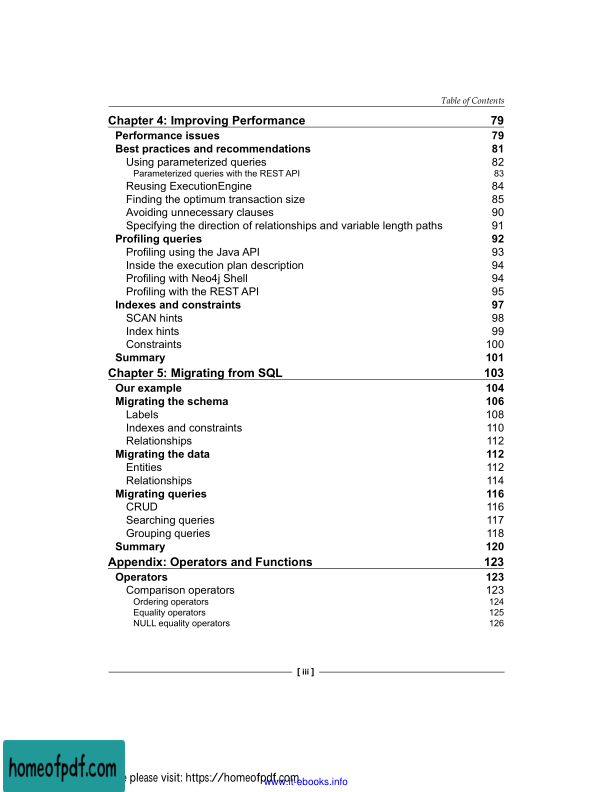 Table of Contents
Chapter 4: Improving Performance 79
Performance issues 79
Best practices and recommendations 81
Using parameterized queries 82
Parameterized queries with the REST API 83
Reusing ExecutionEngine 84
Finding the optimum transaction size 85
Avoiding unnecessary clauses 90
Specifying the direction of relationships and variable length paths 91
Profiling queries 92
Profiling using the Java API 93
Inside the execution plan description 94
Profiling with Neo4j Shell 94
Profiling with the REST API 95
Indexes and constraints 97
SCAN hints 98
Index hints 99
Constraints 100
Summary 101
Chapter 5: Migrating from SQL 103
Our example 104
Migrating the schema 106
Labels 108
Indexes and constraints 110
Relationships 112
Migrating the data 112
Entities 112
Relationships 114
Migrating queries 116
CRUD 116
Searching queries 117
Grouping queries 118
Summary 120
Appendix: Operators and Functions 123
Operators 123
Comparison operators 123
Ordering operators 124
Equality operators 125
NULL equality operators 126
[ iii ]
homeofpdf.com
please visit: https://homeofpdf.com
www.it-ebooks.info